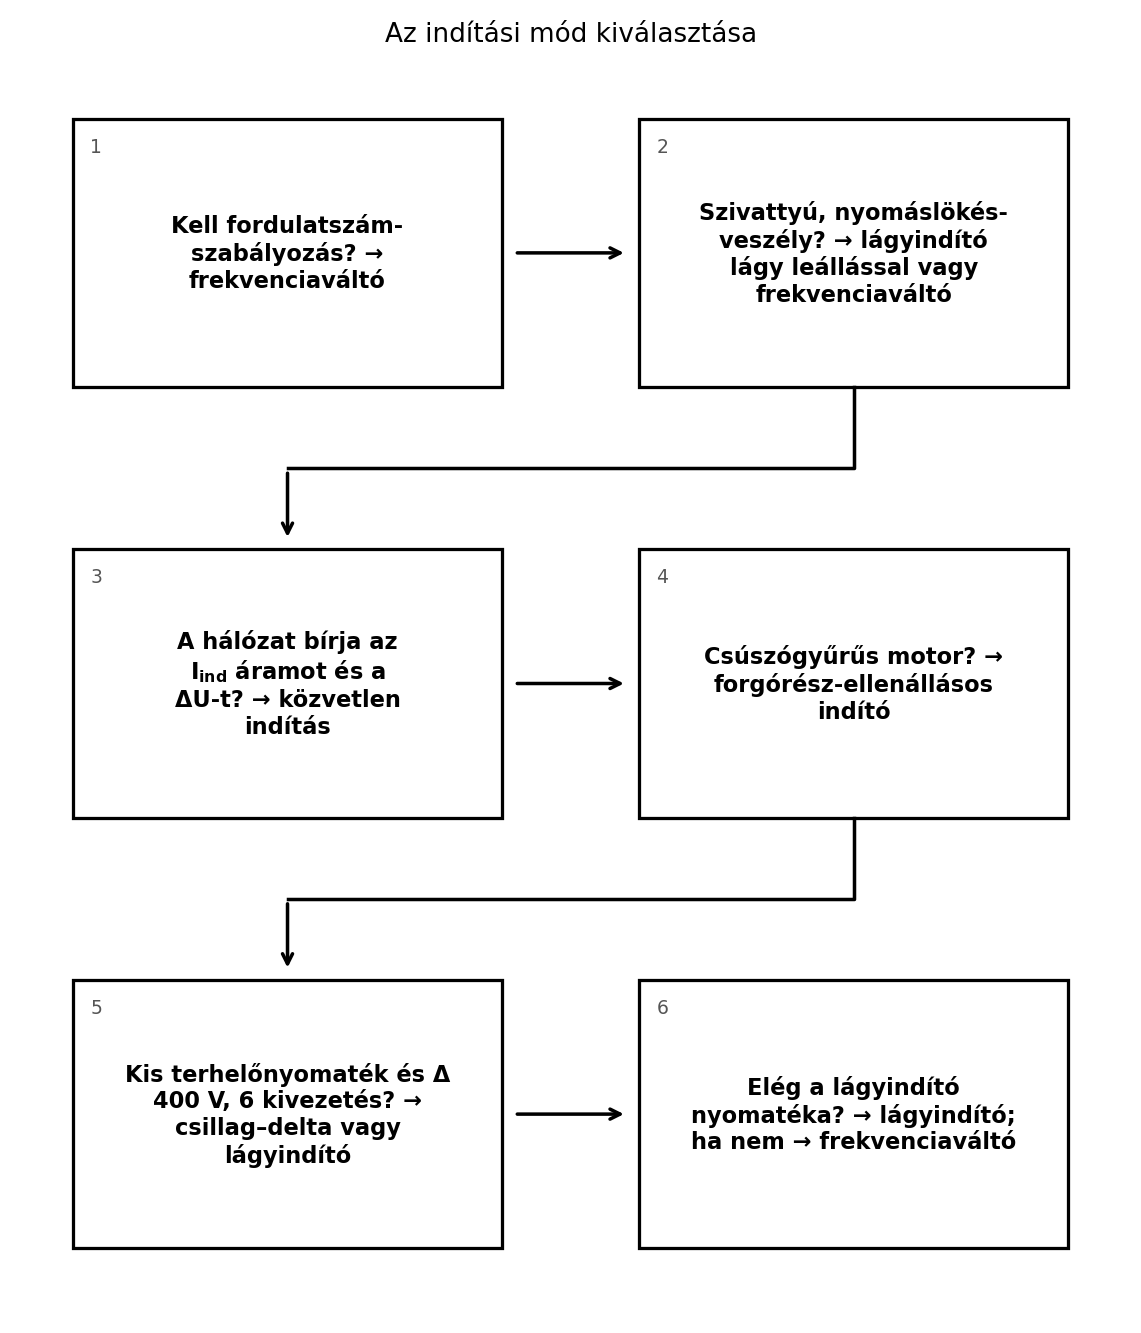 Az indítási mód kiválasztása
1
Kell fordulatszám-
szabályozás? →
frekvenciaváltó
2
Szivattyú, nyomáslökés-
veszély? → lágyindító
lágy leállással vagy
frekvenciaváltó
3
A hálózat bírja az
I_ind áramot és a
ΔU-t? → közvetlen
indítás
4
Csúszógyűrűs motor? →
forgórész-ellenállásos
indító
5
Kis terhelőnyomaték és Δ
400 V, 6 kivezetés? →
csillag–delta vagy
lágyindító
6
Elég a lágyindító
nyomatéka? → lágyindító;
ha nem → frekvenciaváltó